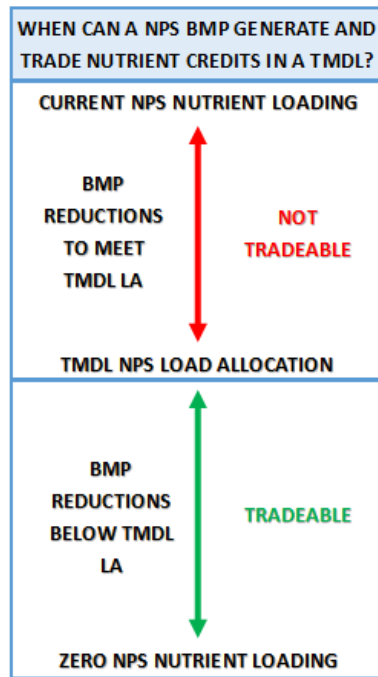 WHEN CAN A NPS BMP GENERATE AND
TRADE NUTRIENT CREDITS IN A TMDL?
CURRENT NPS NUTRIENT LOADING
BMP
REDUCTIONS
TO MEET
TMDL LA
NOT
TRADEABLE
TMDL NPS LOAD ALLOCATION
BMP
REDUCTIONS
BELOW TMDL
LA
TRADEABLE
ZERO NPS NUTRIENT LOADING